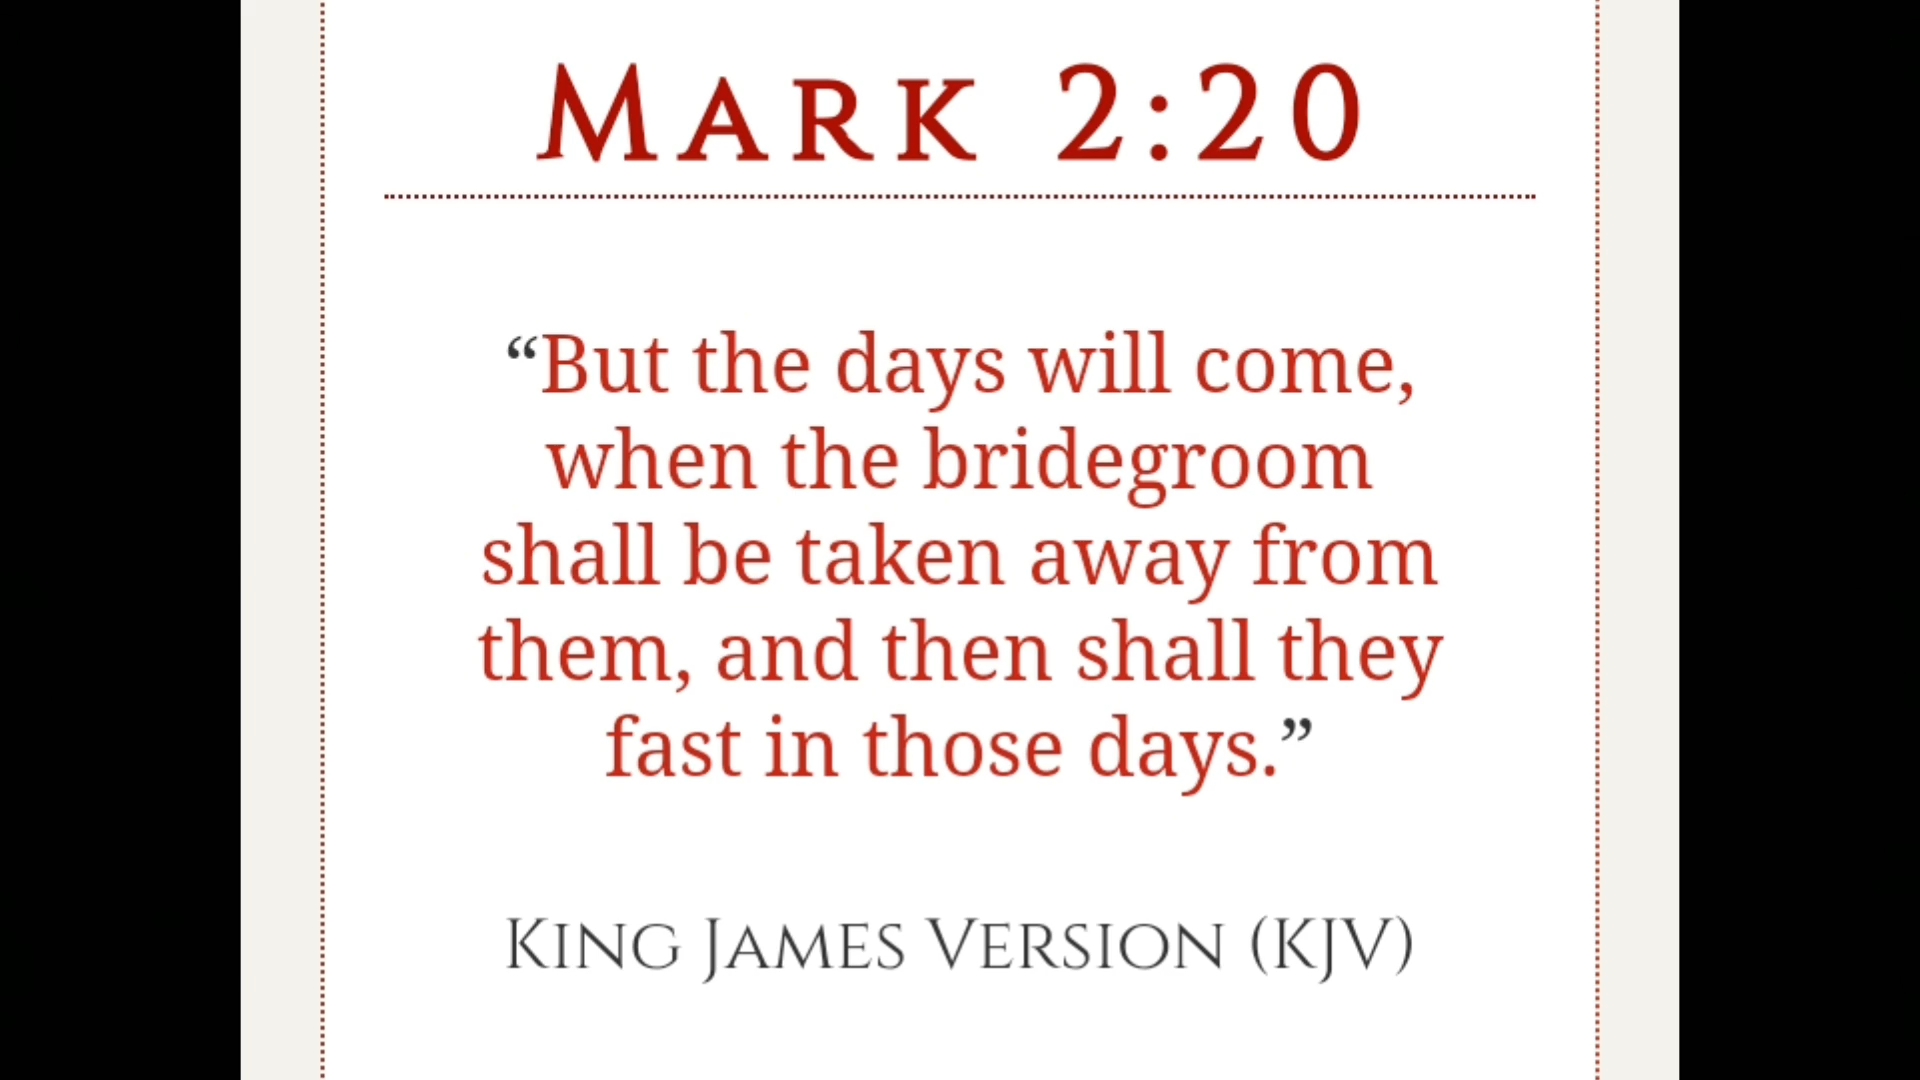 Mark 2:20
“But the days will come,
when the bridegroom
shall be taken away from
them, and then shall they
fast in those days.”
King James Version (KJV)